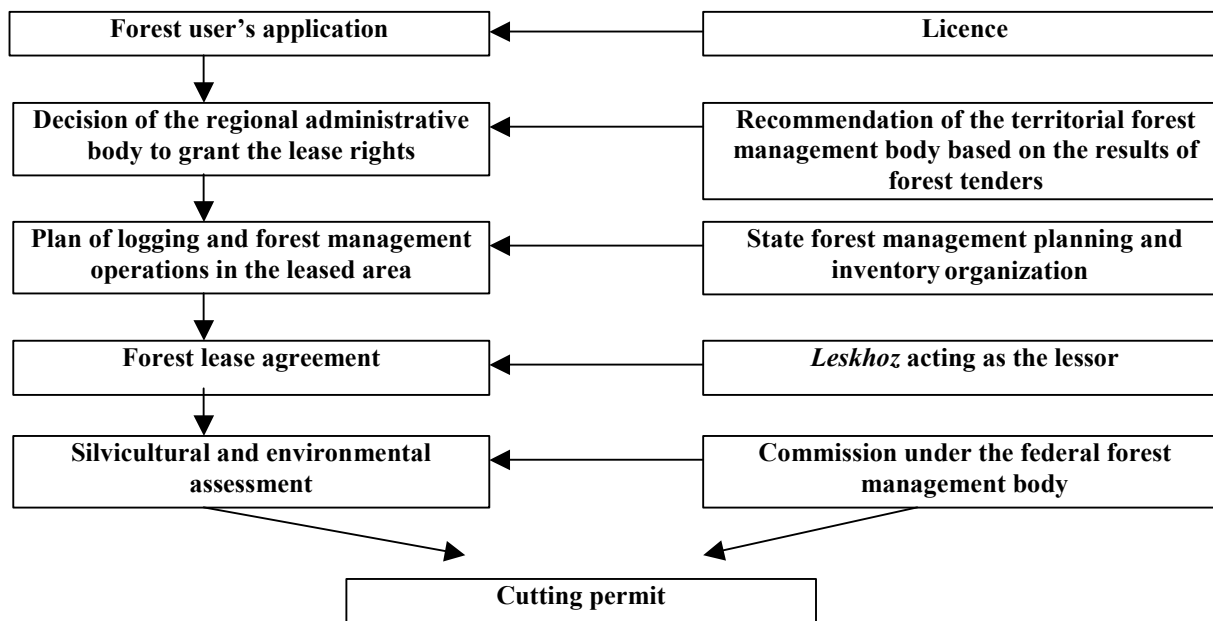 Forest user’s application
Licence
Decision of the regional administrative
body to grant the lease rights
Recommendation of the territorial forest
management body based on the results of
forest tenders
Plan of logging and forest management
operations in the leased area
State forest management planning and
inventory organization
Forest lease agreement
Leskhoz acting as the lessor
Silvicultural and environmental
assessment
Commission under the federal forest
management body
Cutting permit